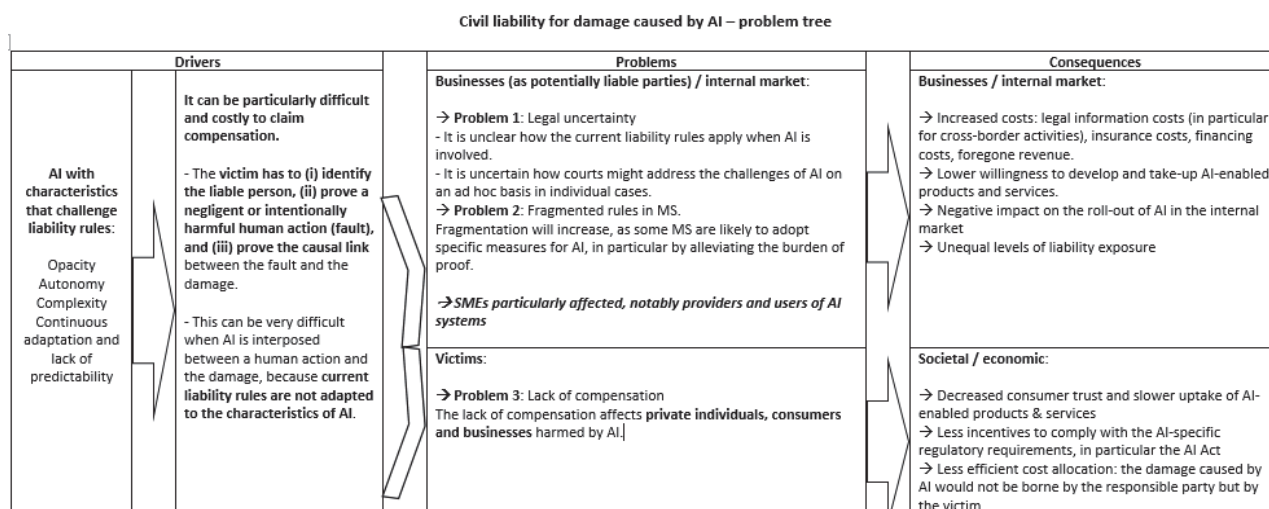 Civil liability for damage caused by AI – problem tree
Drivers
Problems
Consequences
AI with
characteristics
that challenge
liability rules:
Opacity
Autonomy
Complexity
Continuous
adaptation and
lack of
predictability
It can be particularly difficult
and costly to claim
compensation.
- The victim has to (i) identify
the liable person, (ii) prove a
negligent or intentionally
harmful human action (fault),
and (iii) prove the causal link
between the fault and the
damage.
- This can be very difficult
when AI is interposed
between a human action and
the damage, because current
liability rules are not adapted
to the characteristics of AI.
Businesses (as potentially liable parties) / internal market:
→ Problem 1: Legal uncertainty
- It is unclear how the current liability rules apply when AI is
involved.
- It is uncertain how courts might address the challenges of AI on
an ad hoc basis in individual cases.
→ Problem 2: Fragmented rules in MS.
Fragmentation will increase, as some MS are likely to adopt
specific measures for AI, in particular by alleviating the burden of
proof.
→SMEs particularly affected, notably providers and users of AI
systems
Victims:
→ Problem 3: Lack of compensation
The lack of compensation affects private individuals, consumers
and businesses harmed by AI.
Businesses / internal market:
→ Increased costs: legal information costs (in particular
for cross-border activities), insurance costs, financing
costs, foregone revenue.
→ Lower willingness to develop and take-up AI-enabled
products and services.
→ Negative impact on the roll-out of AI in the internal
market
→ Unequal levels of liability exposure
Societal / economic:
→ Decreased consumer trust and slower uptake of AI-
enabled products & services
→ Less incentives to comply with the AI-specific
regulatory requirements, in particular the AI Act
→ Less efficient cost allocation: the damage caused by
AI would not be borne by the responsible party but by
the victim